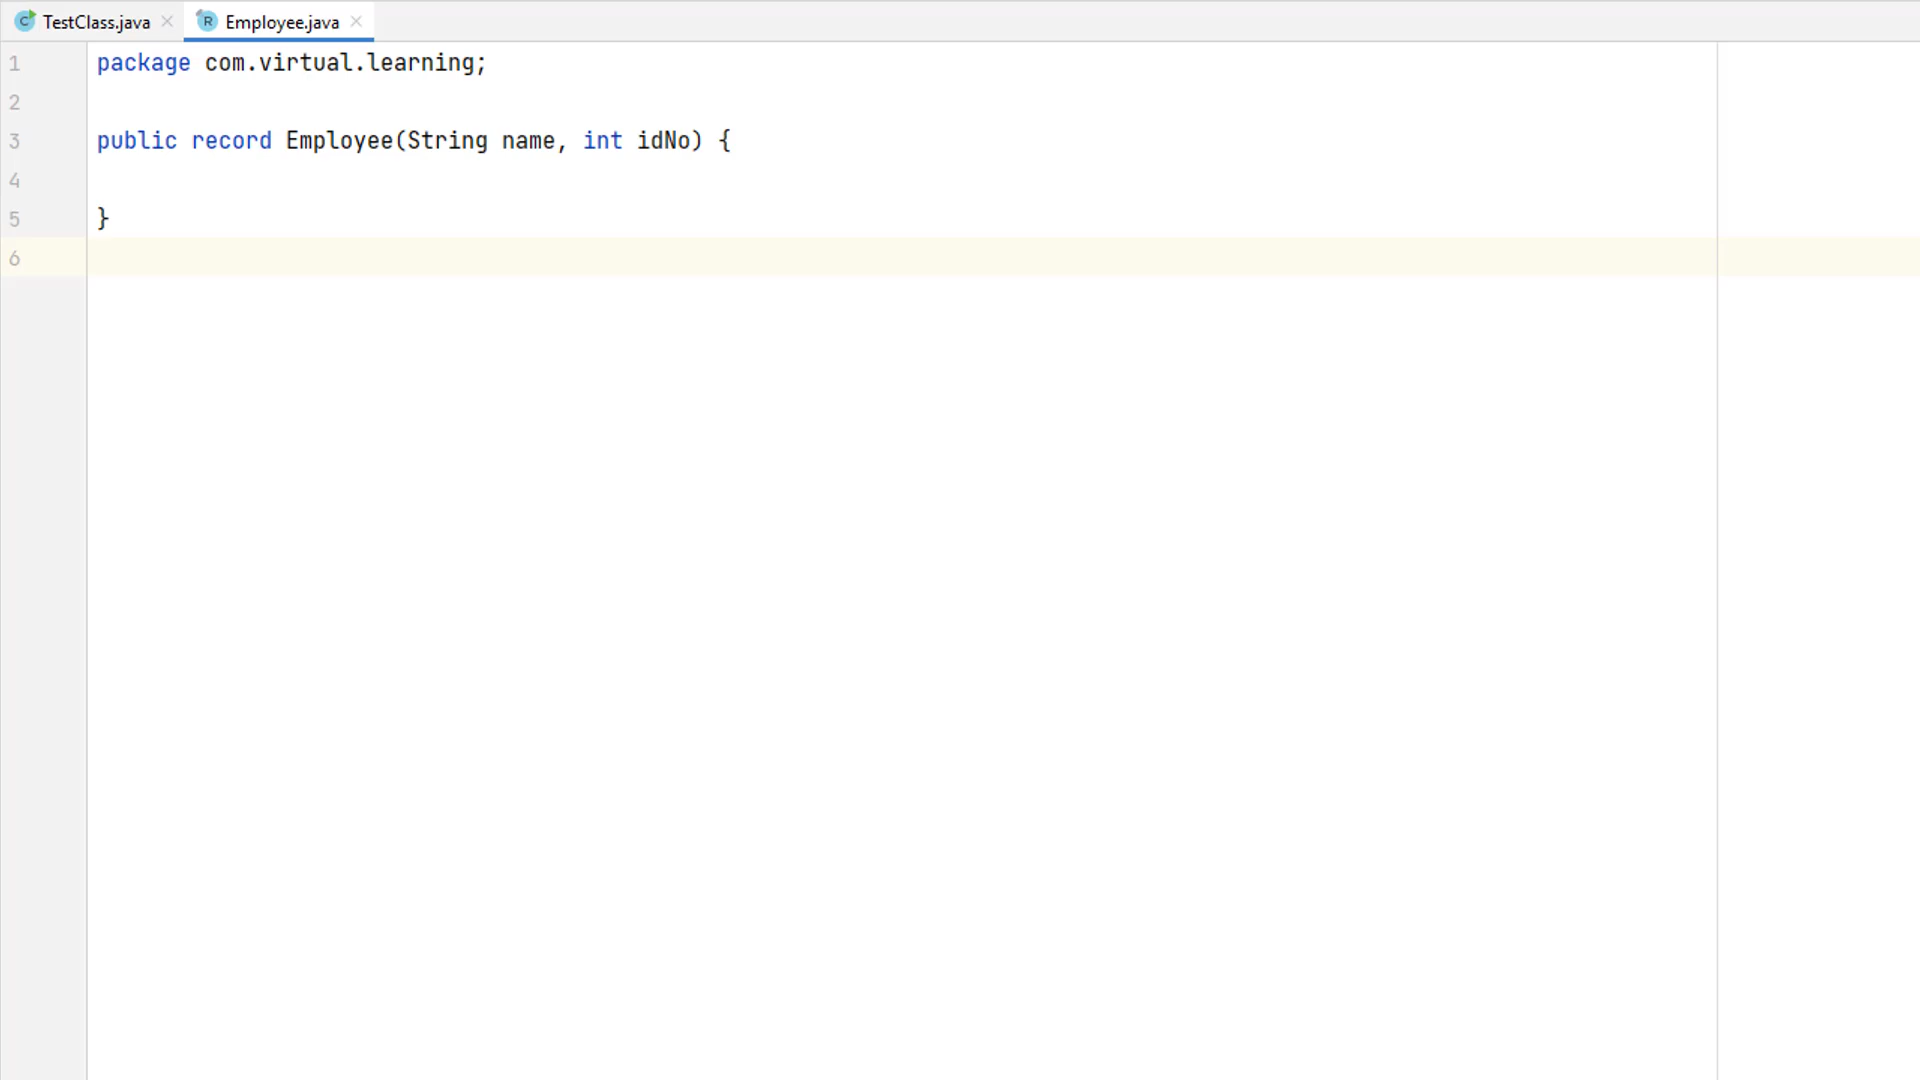 TestClass.java Employee.java
1 package com.virtual.learning;
2
3 public record Employee(String name, int idNo) {
4
5 }
6